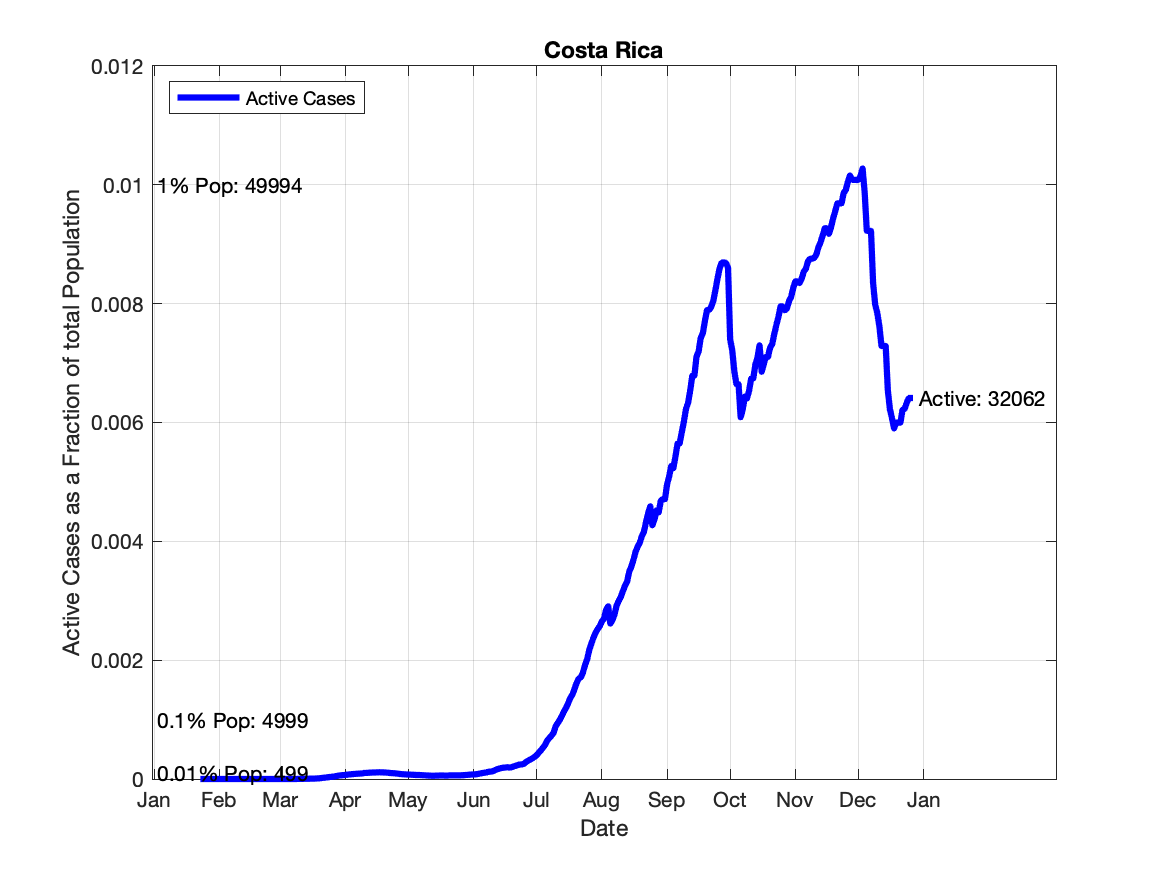 Costa Rica
0.012
Active Cases
0.01
1% Pop: 49994
0.008
Active: 32062
0.006
0.004
0.002
0.1% Pop: 4999
0.01% Pop: 499
0
Jan Feb Mar Apr May Jun Jul Aug Sep Oct Nov Dec Jan
Date
Active Cases as a Fraction of total Population